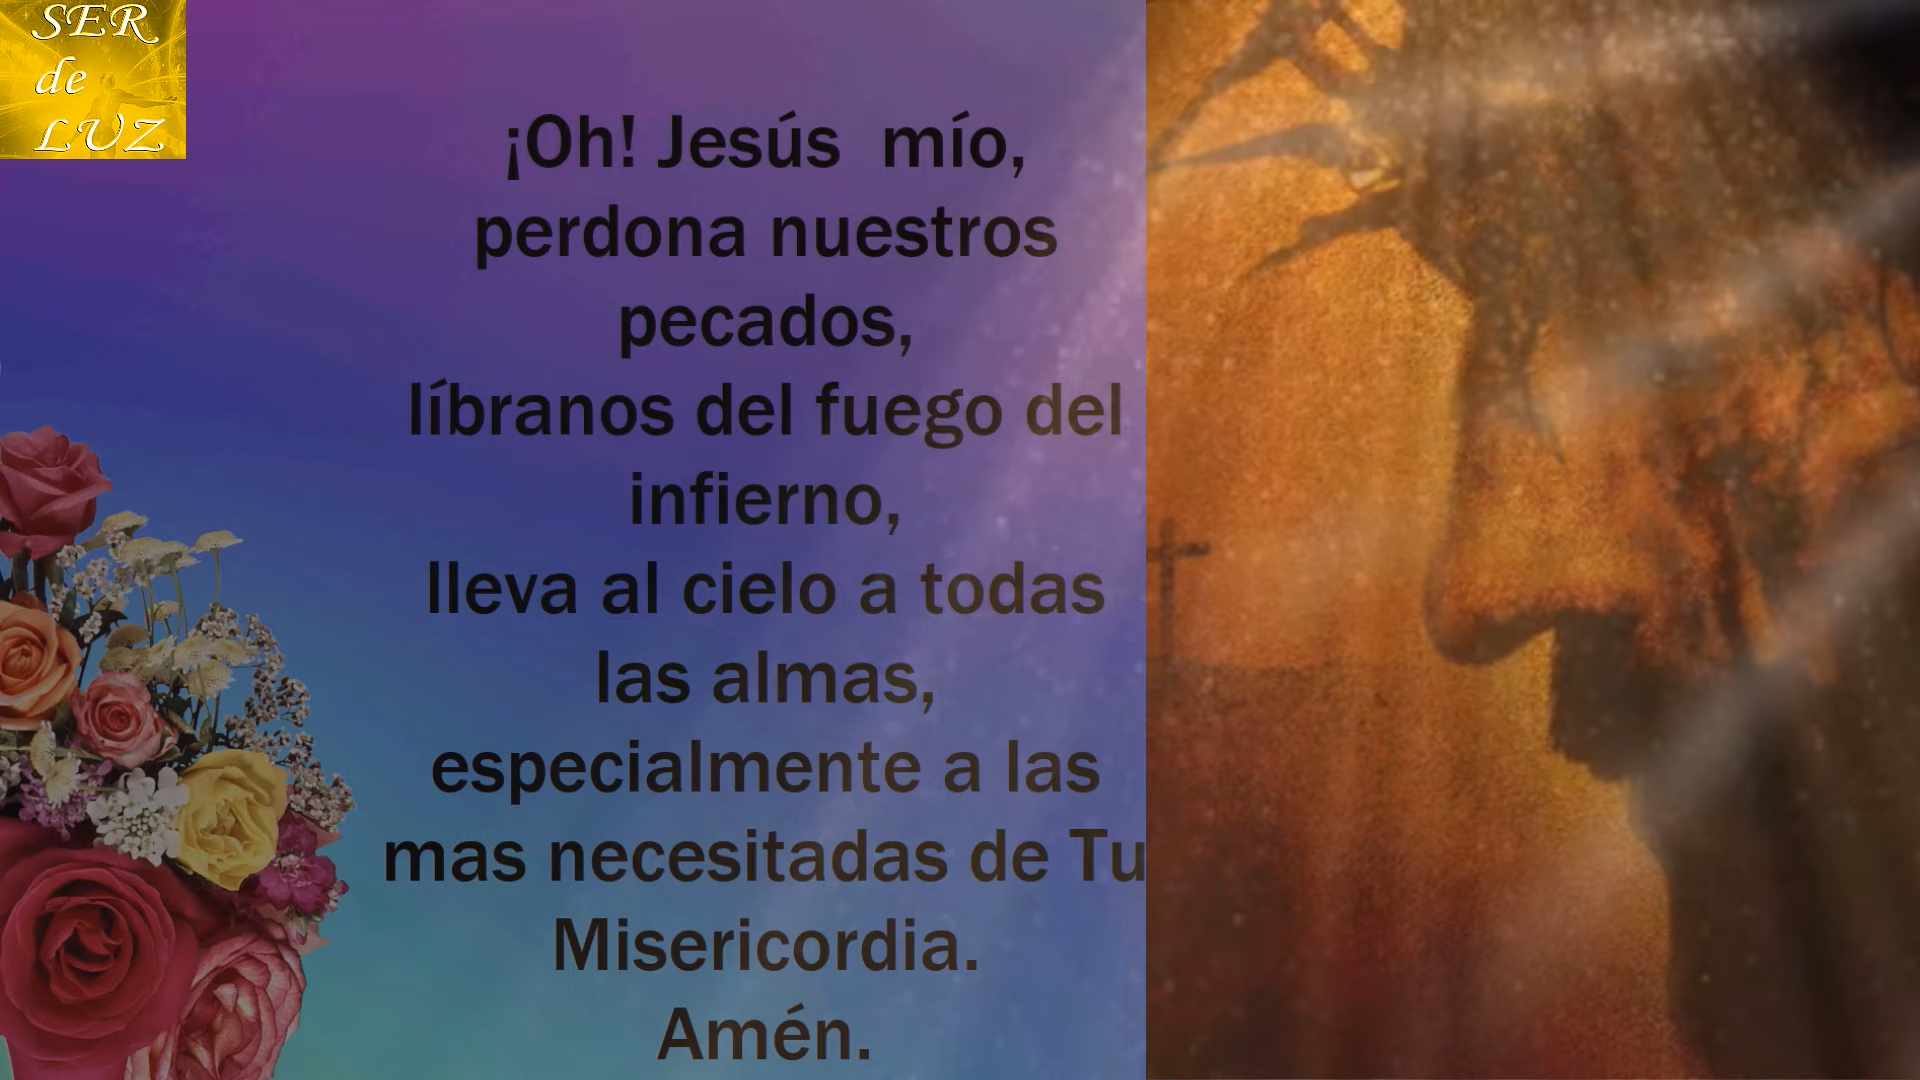 SER
de
LUZ
¡Oh! Jesús  mío,
perdona nuestros
pecados,
líbranos del fuego del
infierno,
lleva al cielo a todas
las almas,
especialmente a las
mas necesitadas de Tu
Misericordia.
Amén.